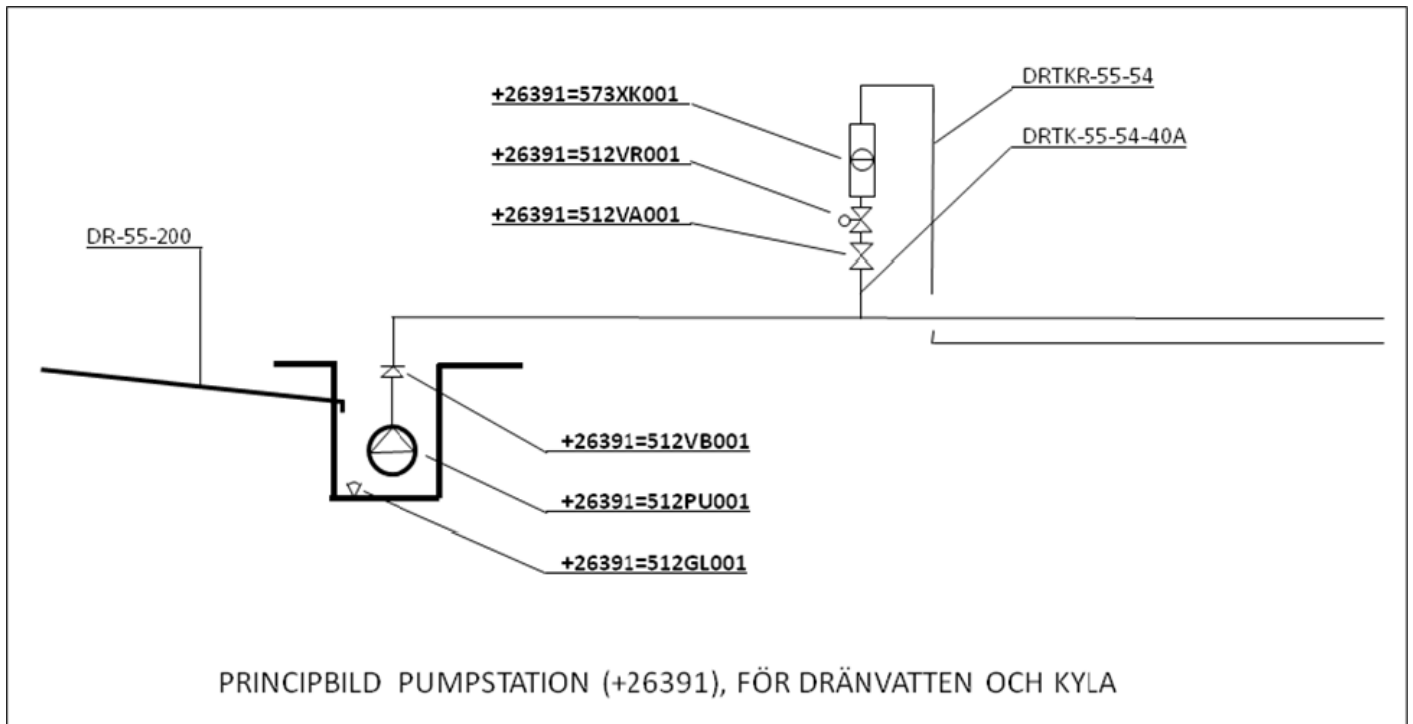 +26391=573XK001
DRTKR-55-54
+26391=512VR001
DRTK-55-54-40A
+26391=512VA001
DR-55-200
+26391=512VB001
+26391=512PU001
+26391=512GL001
PRINCIPBILD PUMPSTATION (+26391), FÖR DRÄNVATTEN OCH KYLA